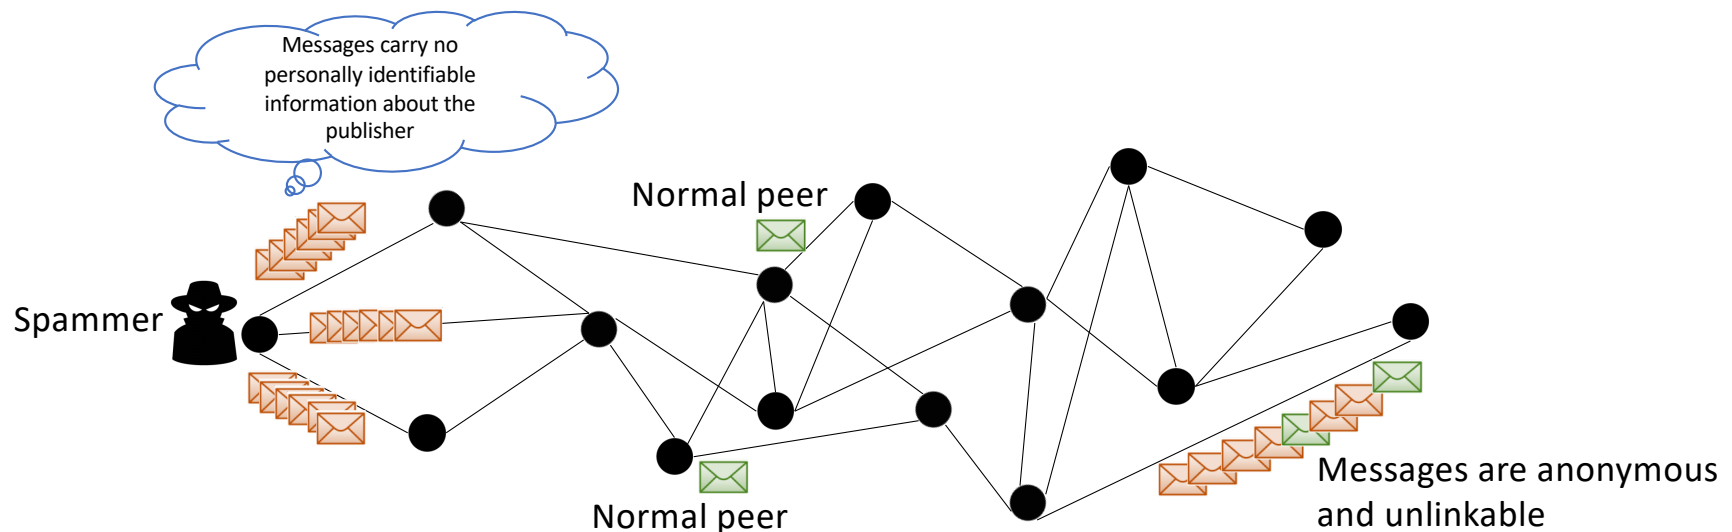 Messages carry no
personally identifiable
information about the
publisher
Normal peer
Spammer
Normal peer
Messages are anonymous
and unlinkable